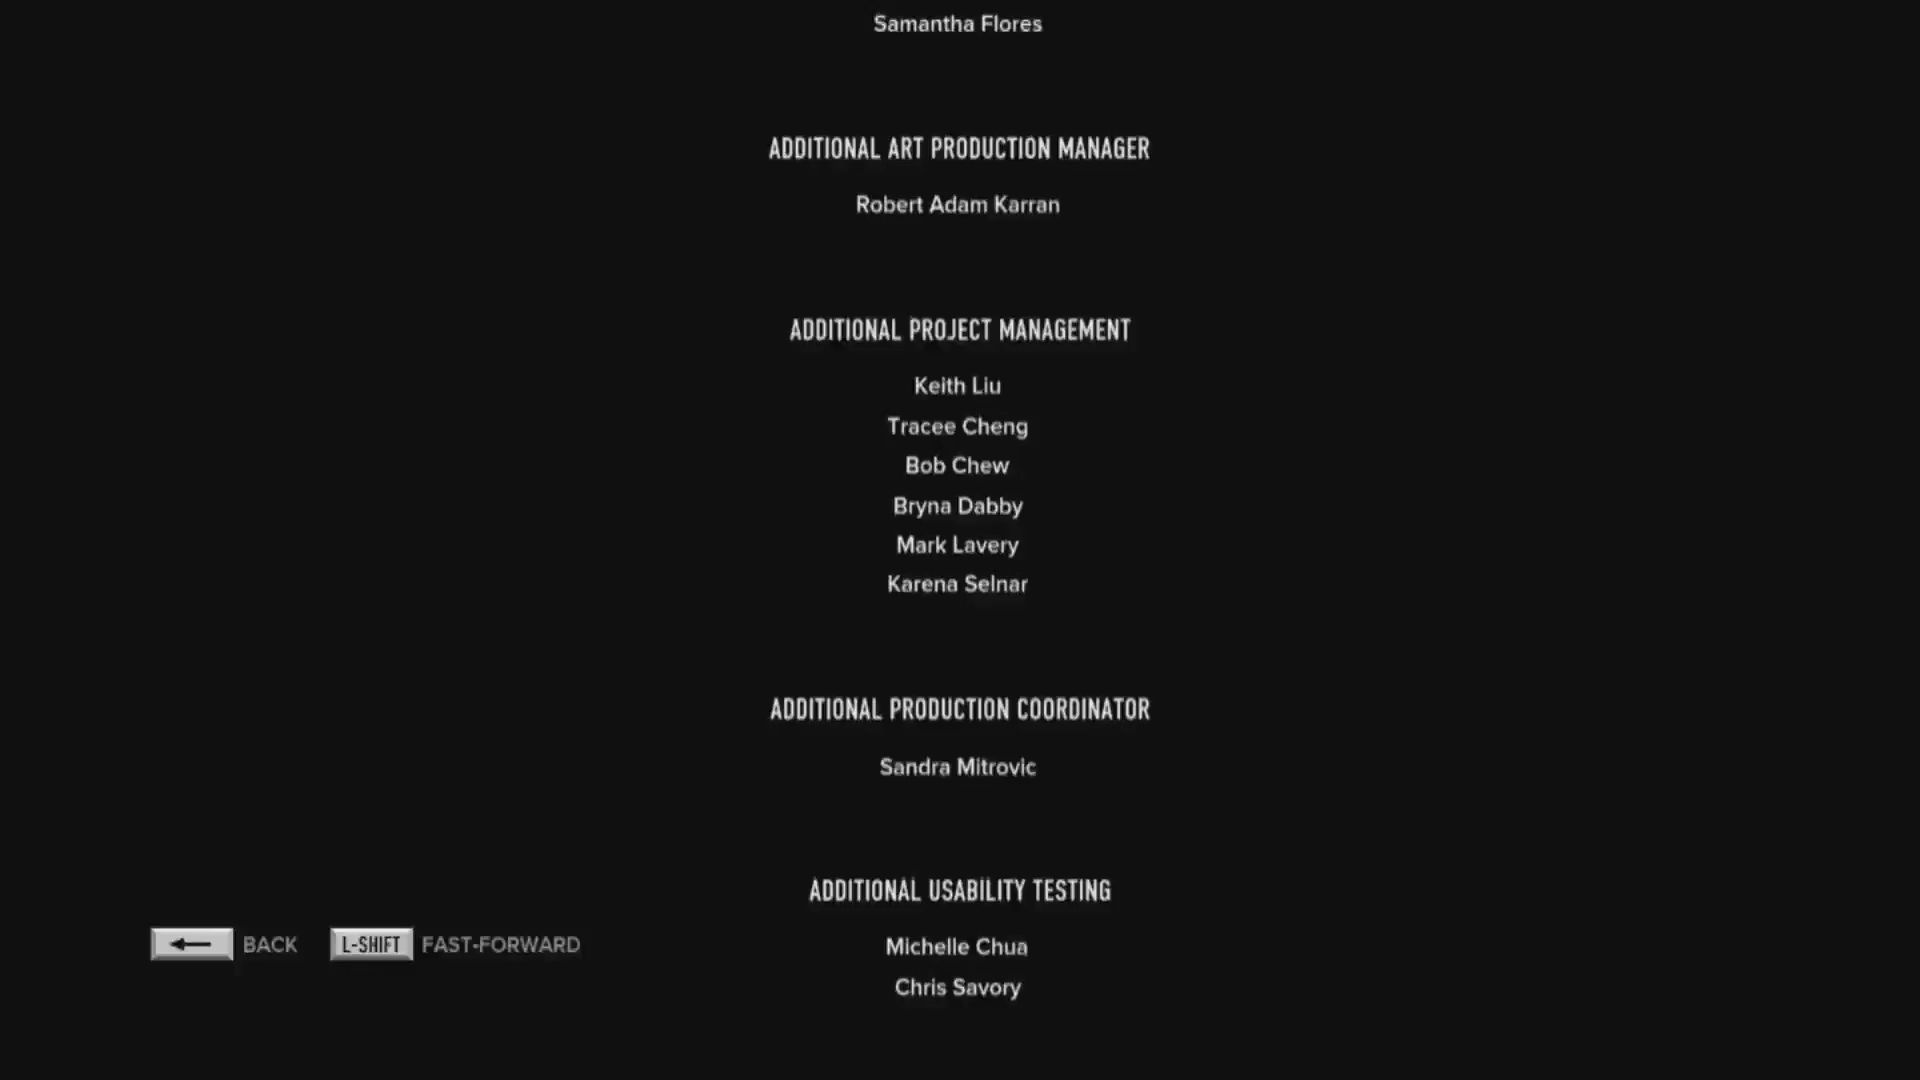 Samantha Flores
ADDITIONAL ART PRODUCTION MANAGER
Robert Adam Karran
ADDITIONAL PROJECT MANAGEMENT
Keith Liu
Tracee Cheng
Bob Chew
Bryna Dabby
Mark Lavery
Karena Selnar
ADDITIONAL PRODUCTION COORDINATOR
Sandra Mitrovic
ADDITIONAL USABILITY TESTING
Michelle Chua
Chris Savory
BACK L-SHIFT FAST-FORWARD